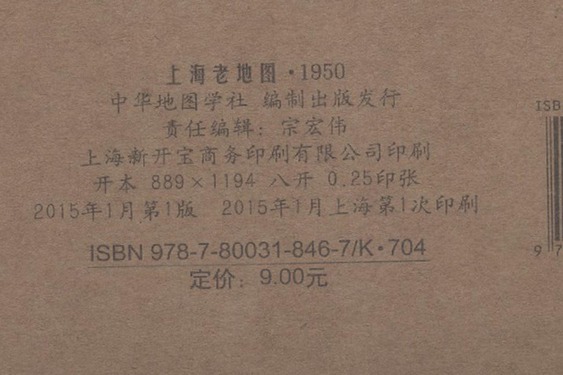 上海老地图·1950
中华地图学社 编制出版发行
责任编辑：宗宏伟
上海新开宝商务印刷有限公司印刷
开本 889×1194 八开 0.25印张
2015年1月第1版 2015年1月上海第1次印刷
ISBN 978-7-80031-846-7/K·704
定价：9.00元
ISB
9 7